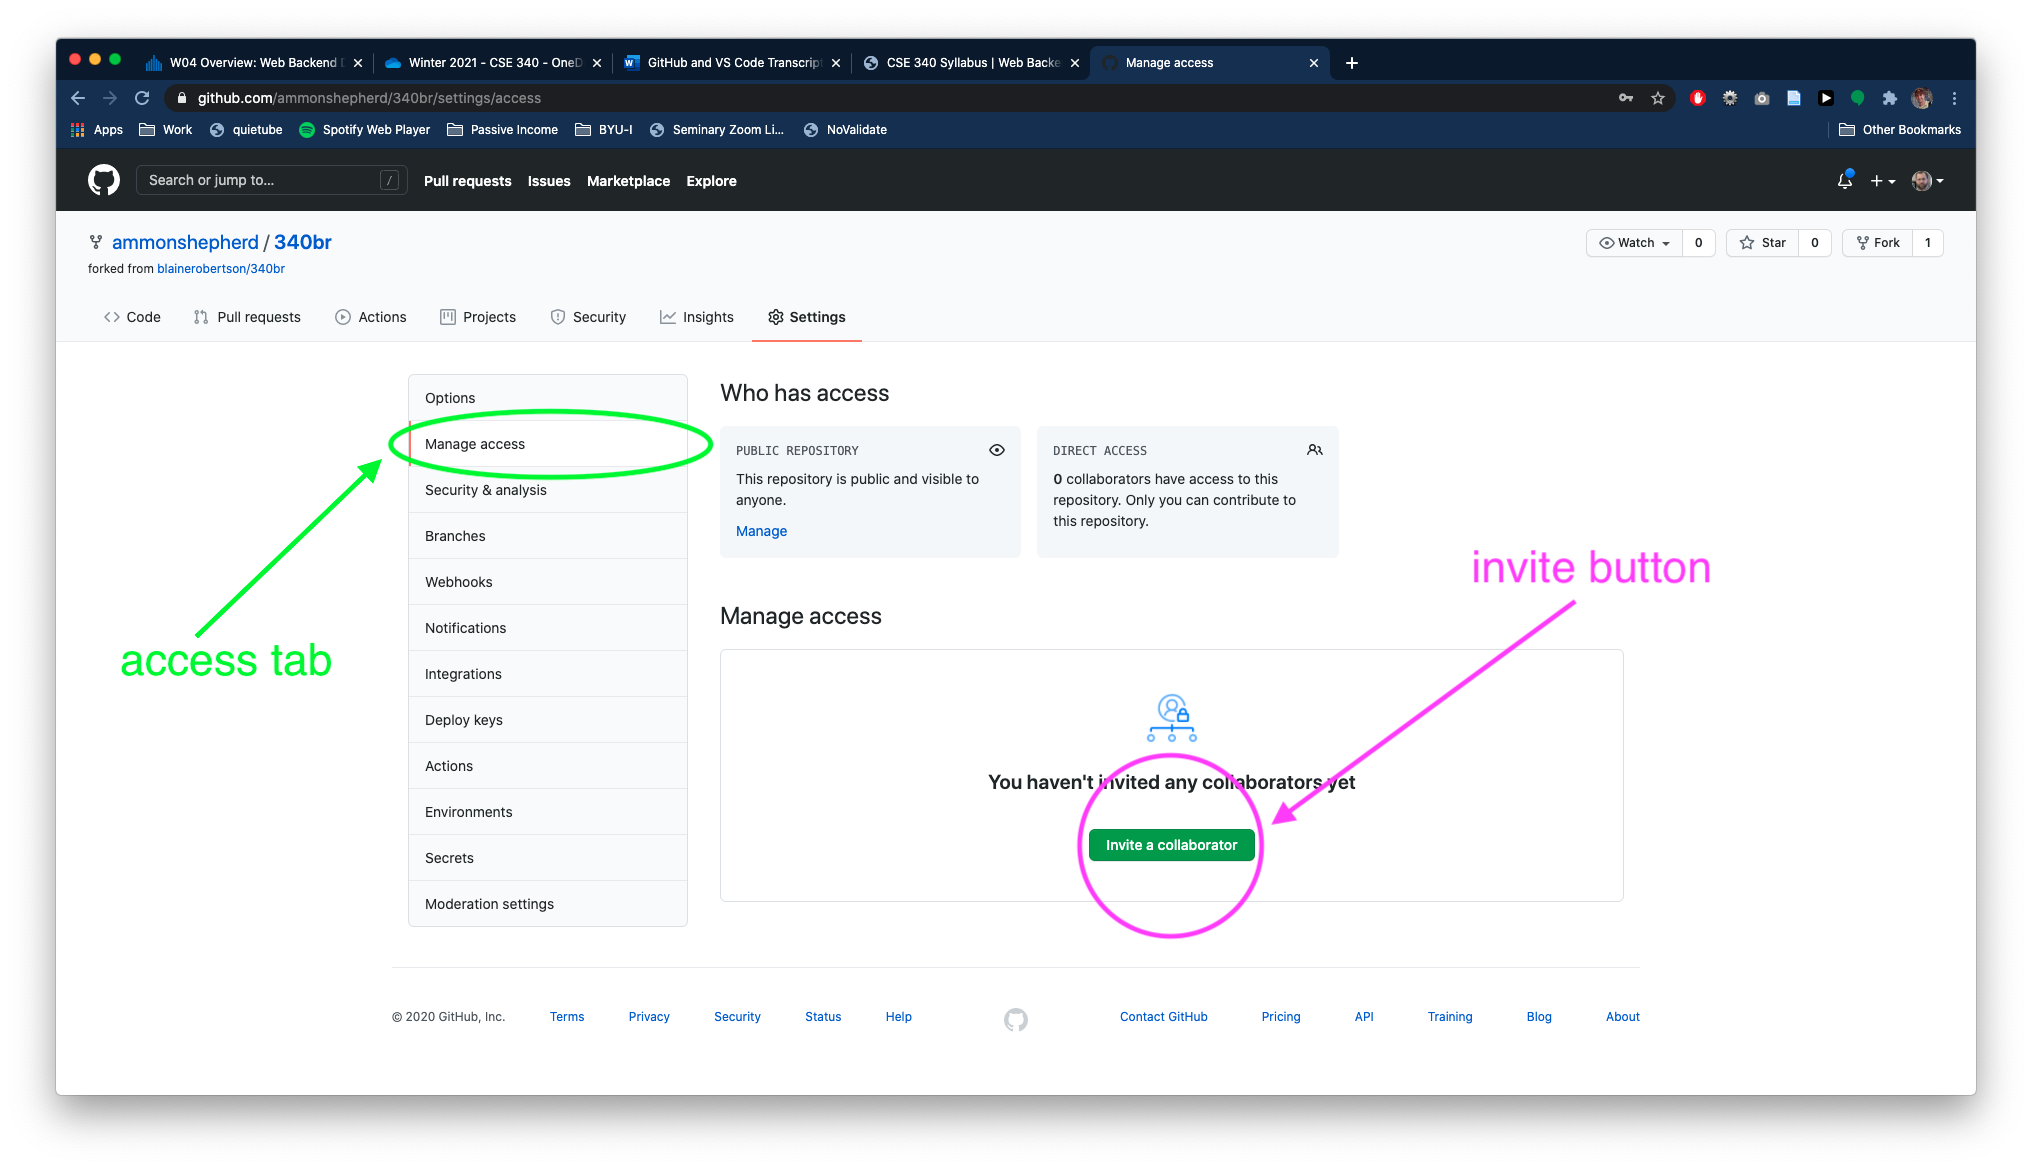 W04 Overview: Web Backend
Winter 2021 - CSE 340 - OneD
GitHub and VS Code Transcript
CSE 340 Syllabus | Web Backe
Manage access
github.com/ammonshepherd/340br/settings/access
Apps
Work
quietube
Spotify Web Player
Passive Income
BYU-I
Seminary Zoom Li...
NoValidate
Other Bookmarks
Search or jump to...
/
Pull requests
Issues
Marketplace
Explore
ammonshepherd / 340br
forked from blainerobertson/340br
Watch
0
Star
0
Fork
1
Code
Pull requests
Actions
Projects
Security
Insights
Settings
Options
Manage access
Security & analysis
Branches
Webhooks
Notifications
Integrations
Deploy keys
Actions
Environments
Secrets
Moderation settings
access tab
Who has access
PUBLIC REPOSITORY
This repository is public and visible to
anyone.
Manage
DIRECT ACCESS
0 collaborators have access to this
repository. Only you can contribute to
this repository.
invite button
Manage access
You haven't invited any collaborators yet
Invite a collaborator
© 2020 GitHub, Inc.
Terms
Privacy
Security
Status
Help
Contact GitHub
Pricing
API
Training
Blog
About